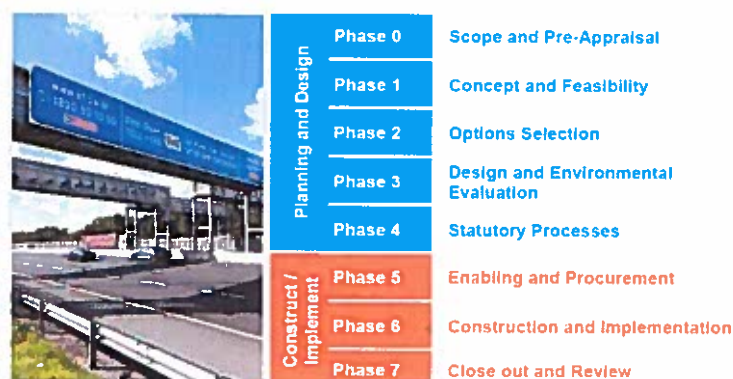 Planning and Design
Phase 0 Scope and Pre-Appraisal
Phase 1 Concept and Feasibility
Phase 2 Options Selection
Phase 3 Design and Environmental
Evaluation
Phase 4 Statutory Processes
Construct /
Implement
Phase 5 Enabling and Procurement
Phase 6 Construction and Implementation
Phase 7 Close out and Review